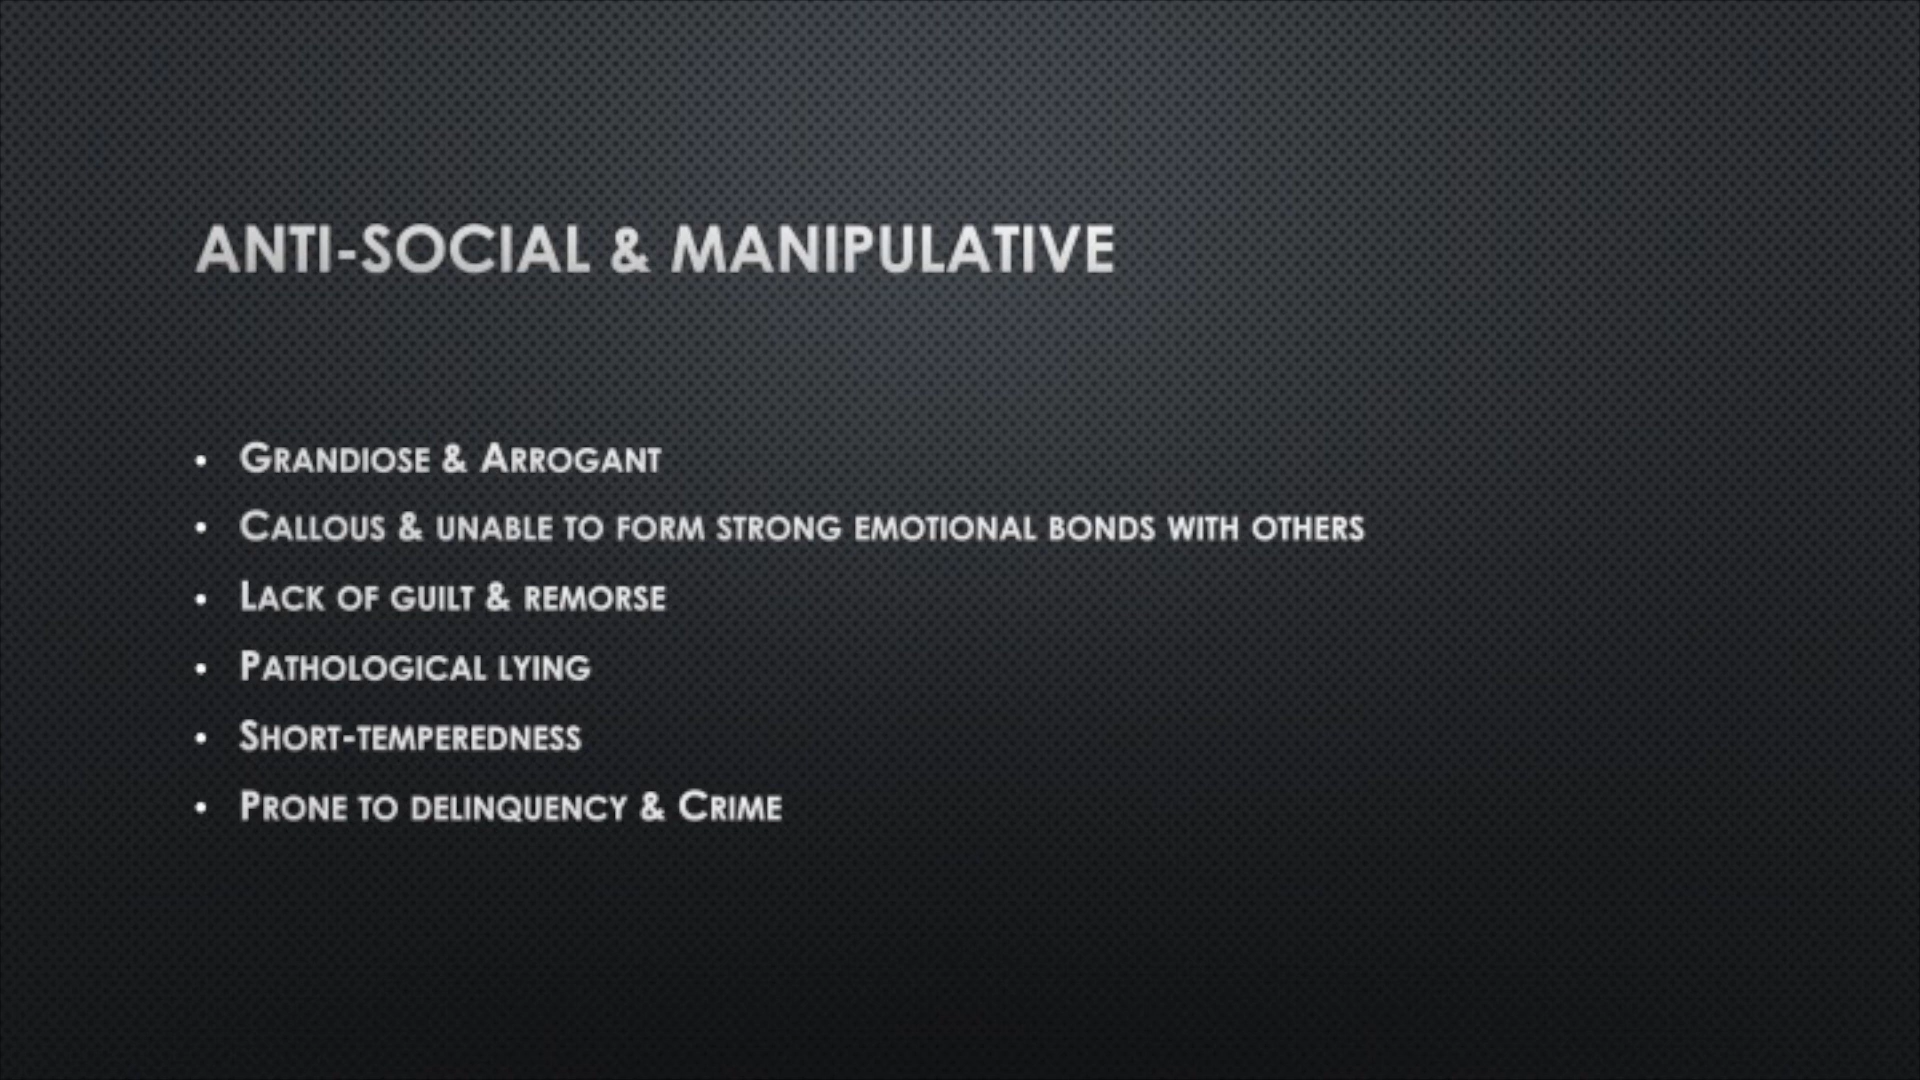 ANTI-SOCIAL & MANIPULATIVE
• GRANDIOSE & ARROGANT
• CALLOUS & UNABLE TO FORM STRONG EMOTIONAL BONDS WITH OTHERS
• LACK OF GUILT & REMORSE
• PATHOLOGICAL LYING
• SHORT-TEMPEREDNESS
• PRONE TO DELINQUENCY & CRIME